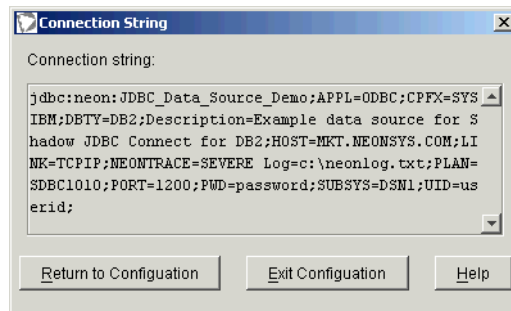 Connection String
Connection string:
jdbc:neon:JDBC_Data_Source_Demo;APPL=ODBC;CPFX=SYS
IBM;DBTY=DB2;Description=Example data source for S
hadow JDBC Connect for DB2;HOST=MKT.NEONSYS.COM;LI
NK=TCPIP;NEONTRACE=SEVERE Log=c:\neonlog.txt;PLAN=
SDBC1010;PORT=1200;PWD=password;SUBSYS=DSN1;UID=us
erid;
Return to Configuation Exit Configuation Help